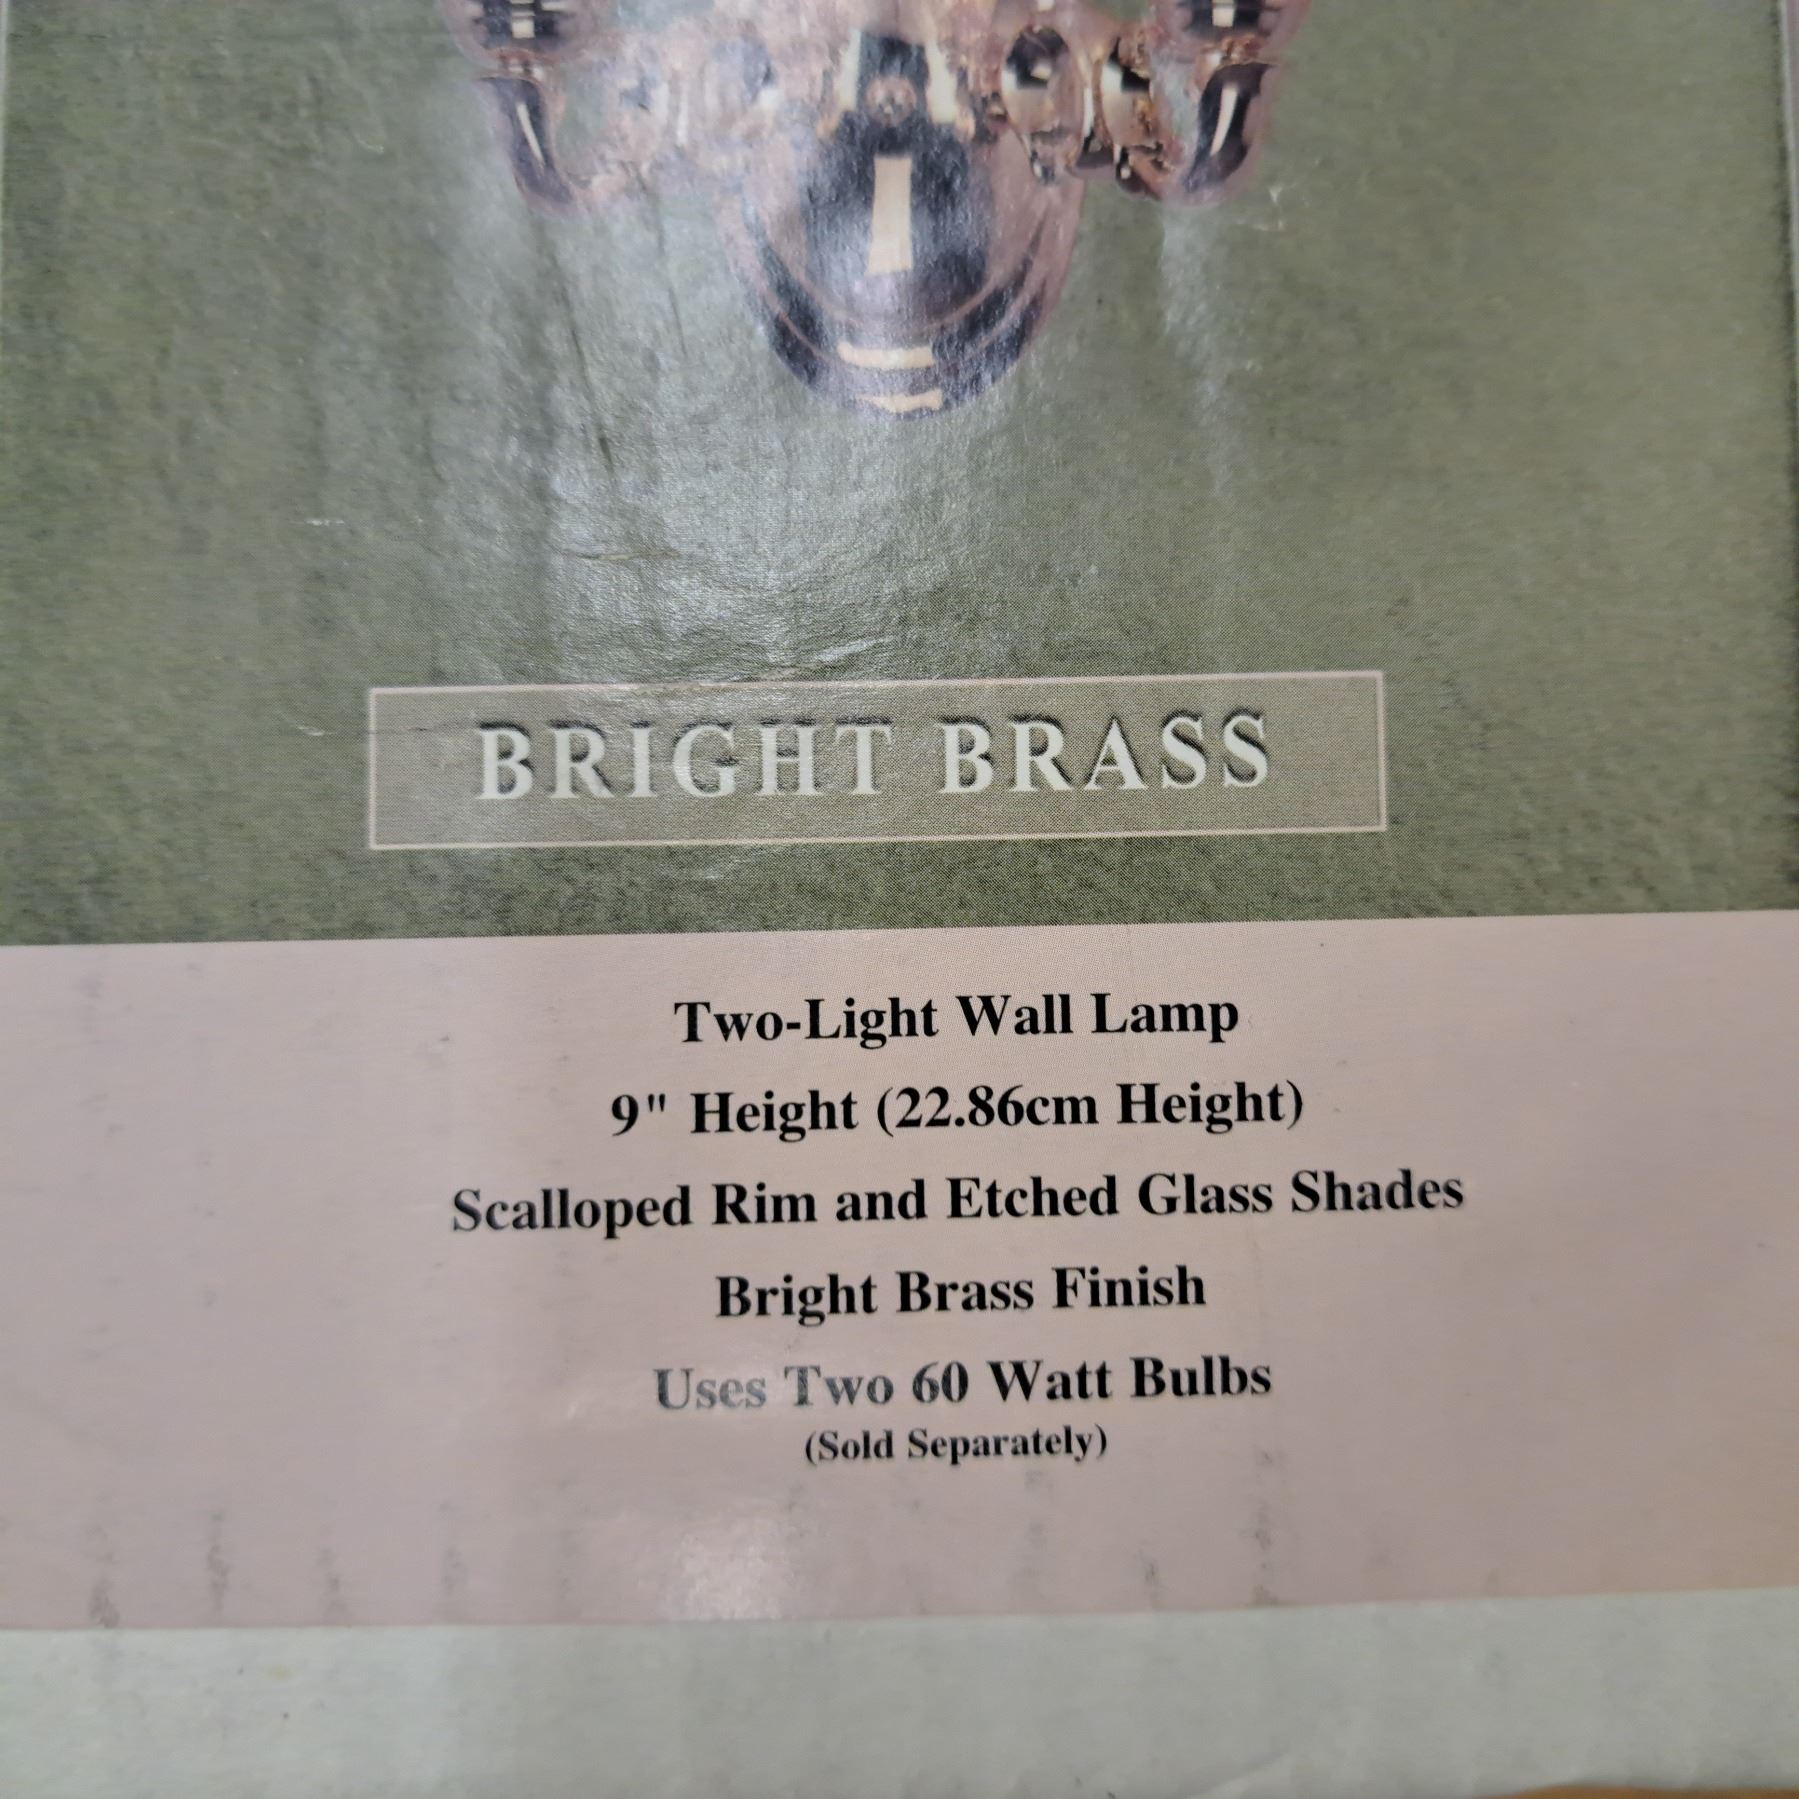 BRIGHT BRASS
Two-Light Wall Lamp
9" Height (22.86cm Height)
Scalloped Rim and Etched Glass Shades
Bright Brass Finish
Uses Two 60 Watt Bulbs
(Sold Separately)